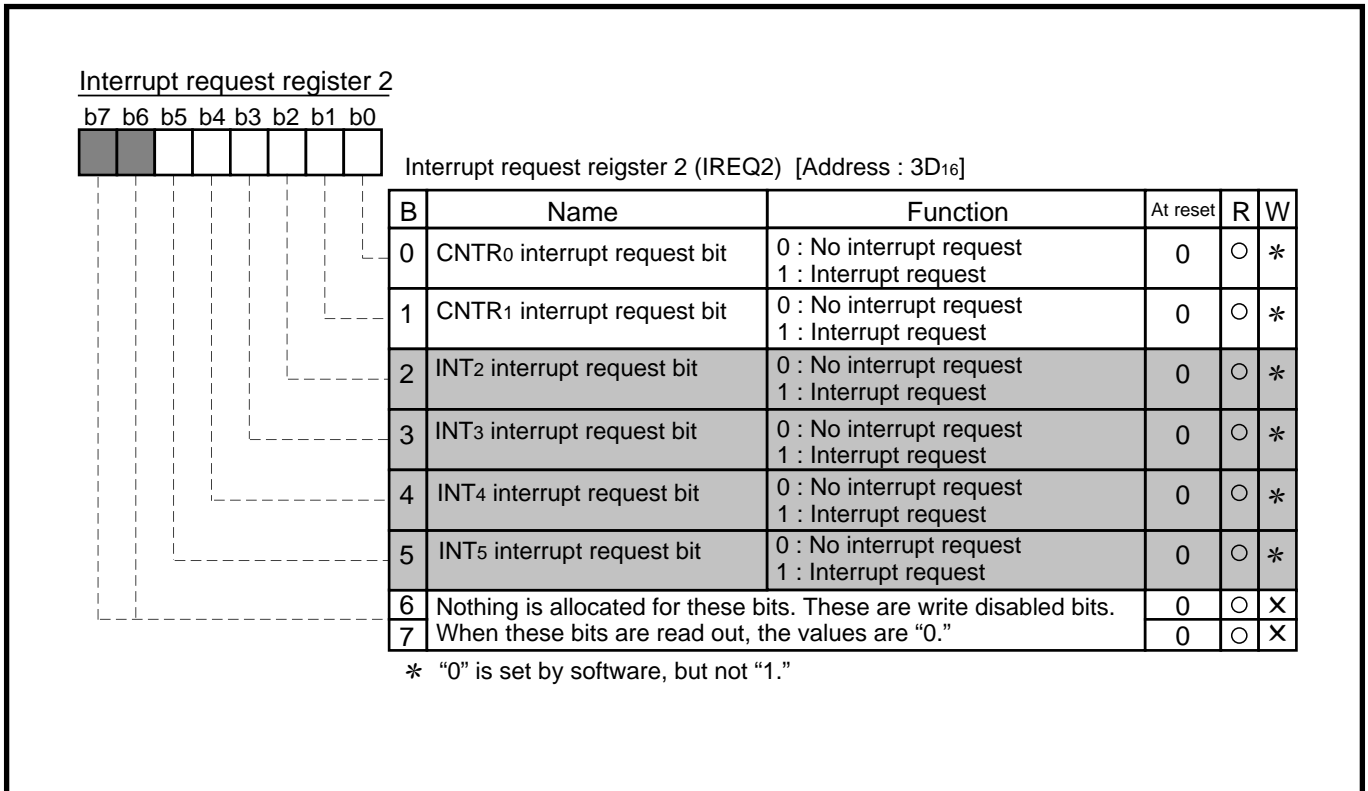 Interrupt request register 2
b7 b6 b5 b4 b3 b2 b1 b0
Interrupt request reigster 2 (IREQ2) [Address : 3D16]
B Name Function At reset R W
0 CNTR0 interrupt request bit 0 : No interrupt request 0 ○ *
1 : Interrupt request
1 CNTR1 interrupt request bit 0 : No interrupt request 0 ○ *
1 : Interrupt request
2 INT2 interrupt request bit 0 : No interrupt request 0 ○ *
1 : Interrupt request
3 INT3 interrupt request bit 0 : No interrupt request 0 ○ *
1 : Interrupt request
4 INT4 interrupt request bit 0 : No interrupt request 0 ○ *
1 : Interrupt request
5 INT5 interrupt request bit 0 : No interrupt request 0 ○ *
1 : Interrupt request
6 Nothing is allocated for these bits. These are write disabled bits. 0 ○ ×
7 When these bits are read out, the values are “0.” 0 ○ ×
* “0” is set by software, but not “1.”